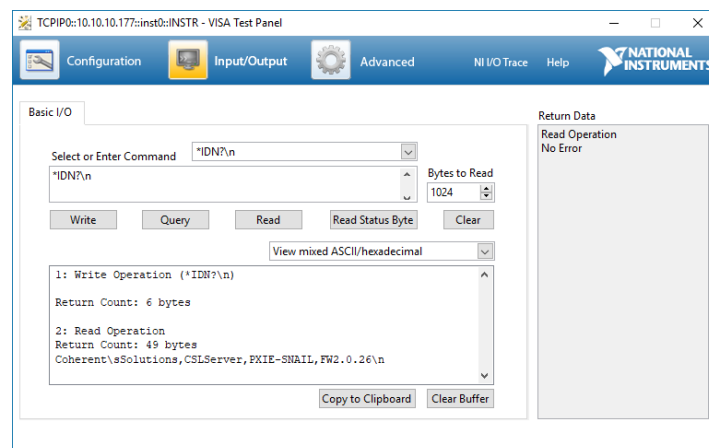 TCPIP0::10.10.10.177::inst0::INSTR - VISA Test Panel
Configuration
Input/Output
Advanced
NI I/O Trace
Help
NATIONAL
INSTRUMENTS
Basic I/O
Return Data
Read Operation
No Error
Select or Enter Command
*IDN?\n
*IDN?\n
Bytes to Read
1024
Write
Query
Read
Read Status Byte
Clear
View mixed ASCII/hexadecimal
1: Write Operation (*IDN?\n)
Return Count: 6 bytes
2: Read Operation
Return Count: 49 bytes
Coherent\sSolutions,CSLServer,PXIE-SNAIL,FW2.0.26\n
Copy to Clipboard
Clear Buffer